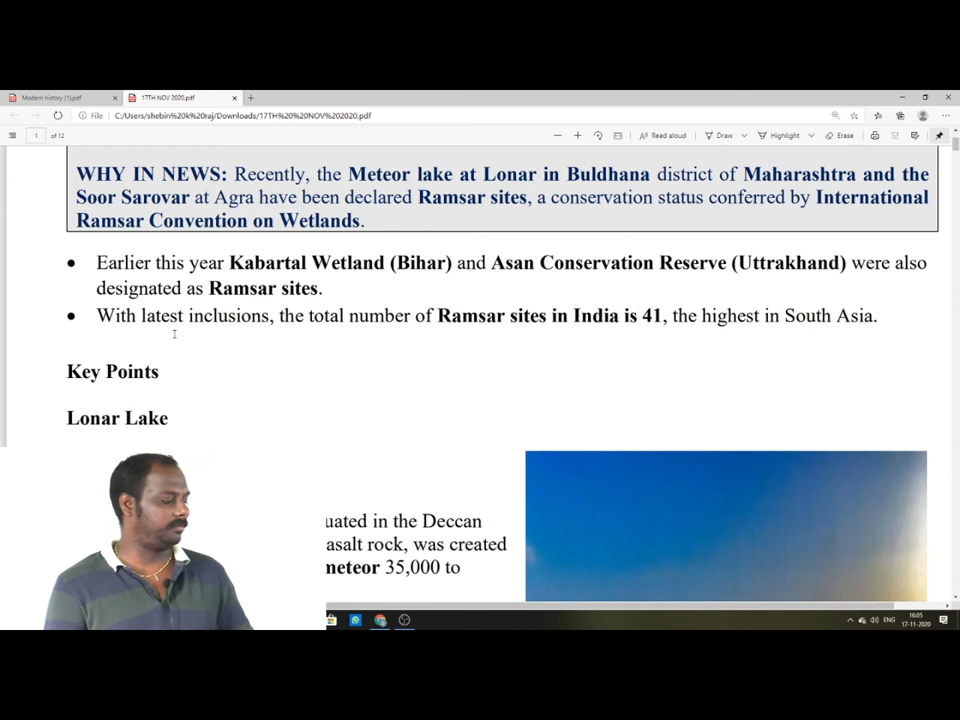 Modern history (1).pdf
17TH NOV 2020.pdf
File
C:/Users/shebin%20k%20raj/Downloads/17TH%20%20NOV%202020.pdf
1 of 12
Read aloud
Draw
Highlight
Erase
WHY IN NEWS: Recently, the Meteor lake at Lonar in Buldhana district of Maharashtra and the
Soor Sarovar at Agra have been declared Ramsar sites, a conservation status conferred by International
Ramsar Convention on Wetlands.
• Earlier this year Kabartal Wetland (Bihar) and Asan Conservation Reserve (Uttrakhand) were also
designated as Ramsar sites.
• With latest inclusions, the total number of Ramsar sites in India is 41, the highest in South Asia.
Key Points
Lonar Lake
uated in the Deccan
asalt rock, was created
meteor 35,000 to
ENG
16:05
17-11-2020